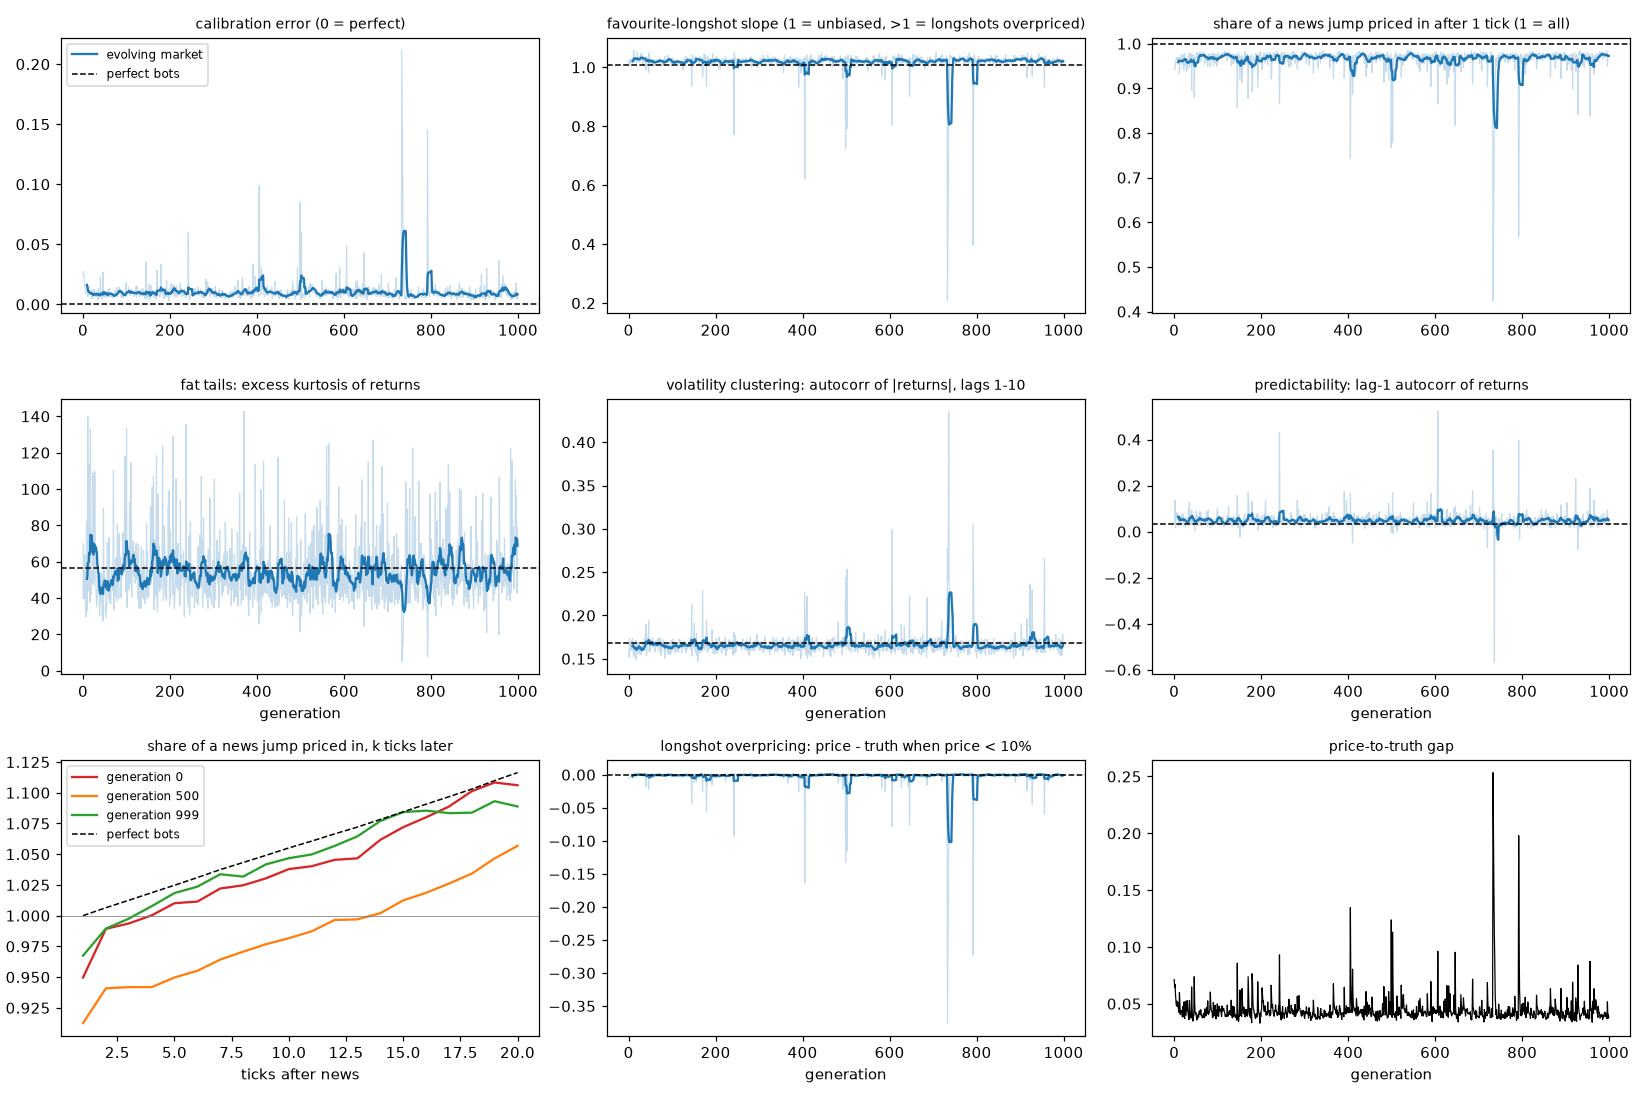 calibration error (0 = perfect)
evolving market
perfect bots
0.20
0.15
0.10
0.05
0.00
0 200 400 600 800 1000
favourite-longshot slope (1 = unbiased, >1 = longshots overpriced)
1.0
0.8
0.6
0.4
0.2
0 200 400 600 800 1000
share of a news jump priced in after 1 tick (1 = all)
1.0
0.9
0.8
0.7
0.6
0.5
0.4
0 200 400 600 800 1000
fat tails: excess kurtosis of returns
140
120
100
80
60
40
20
0
0 200 400 600 800 1000
generation
volatility clustering: autocorr of |returns|, lags 1-10
0.40
0.35
0.30
0.25
0.20
0.15
0 200 400 600 800 1000
generation
predictability: lag-1 autocorr of returns
0.4
0.2
0.0
−0.2
−0.4
−0.6
0 200 400 600 800 1000
generation
share of a news jump priced in, k ticks later
generation 0
generation 500
generation 999
perfect bots
1.125
1.100
1.075
1.050
1.025
1.000
0.975
0.950
0.925
2.5 5.0 7.5 10.0 12.5 15.0 17.5 20.0
ticks after news
longshot overpricing: price - truth when price < 10%
0.00
−0.05
−0.10
−0.15
−0.20
−0.25
−0.30
−0.35
0 200 400 600 800 1000
generation
price-to-truth gap
0.25
0.20
0.15
0.10
0.05
0 200 400 600 800 1000
generation